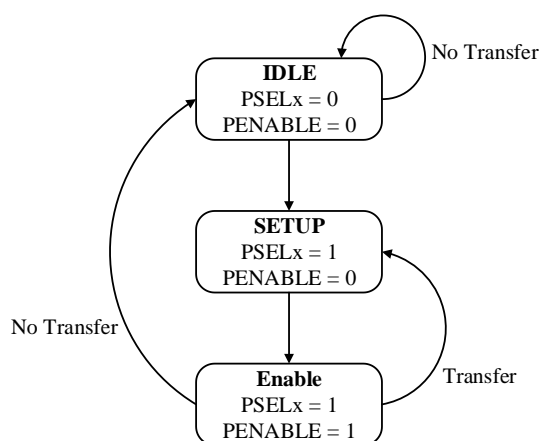 No Transfer
IDLE
PSELx = 0
PENABLE = 0
SETUP
PSELx = 1
PENABLE = 0
No Transfer
Enable
PSELx = 1
PENABLE = 1
Transfer